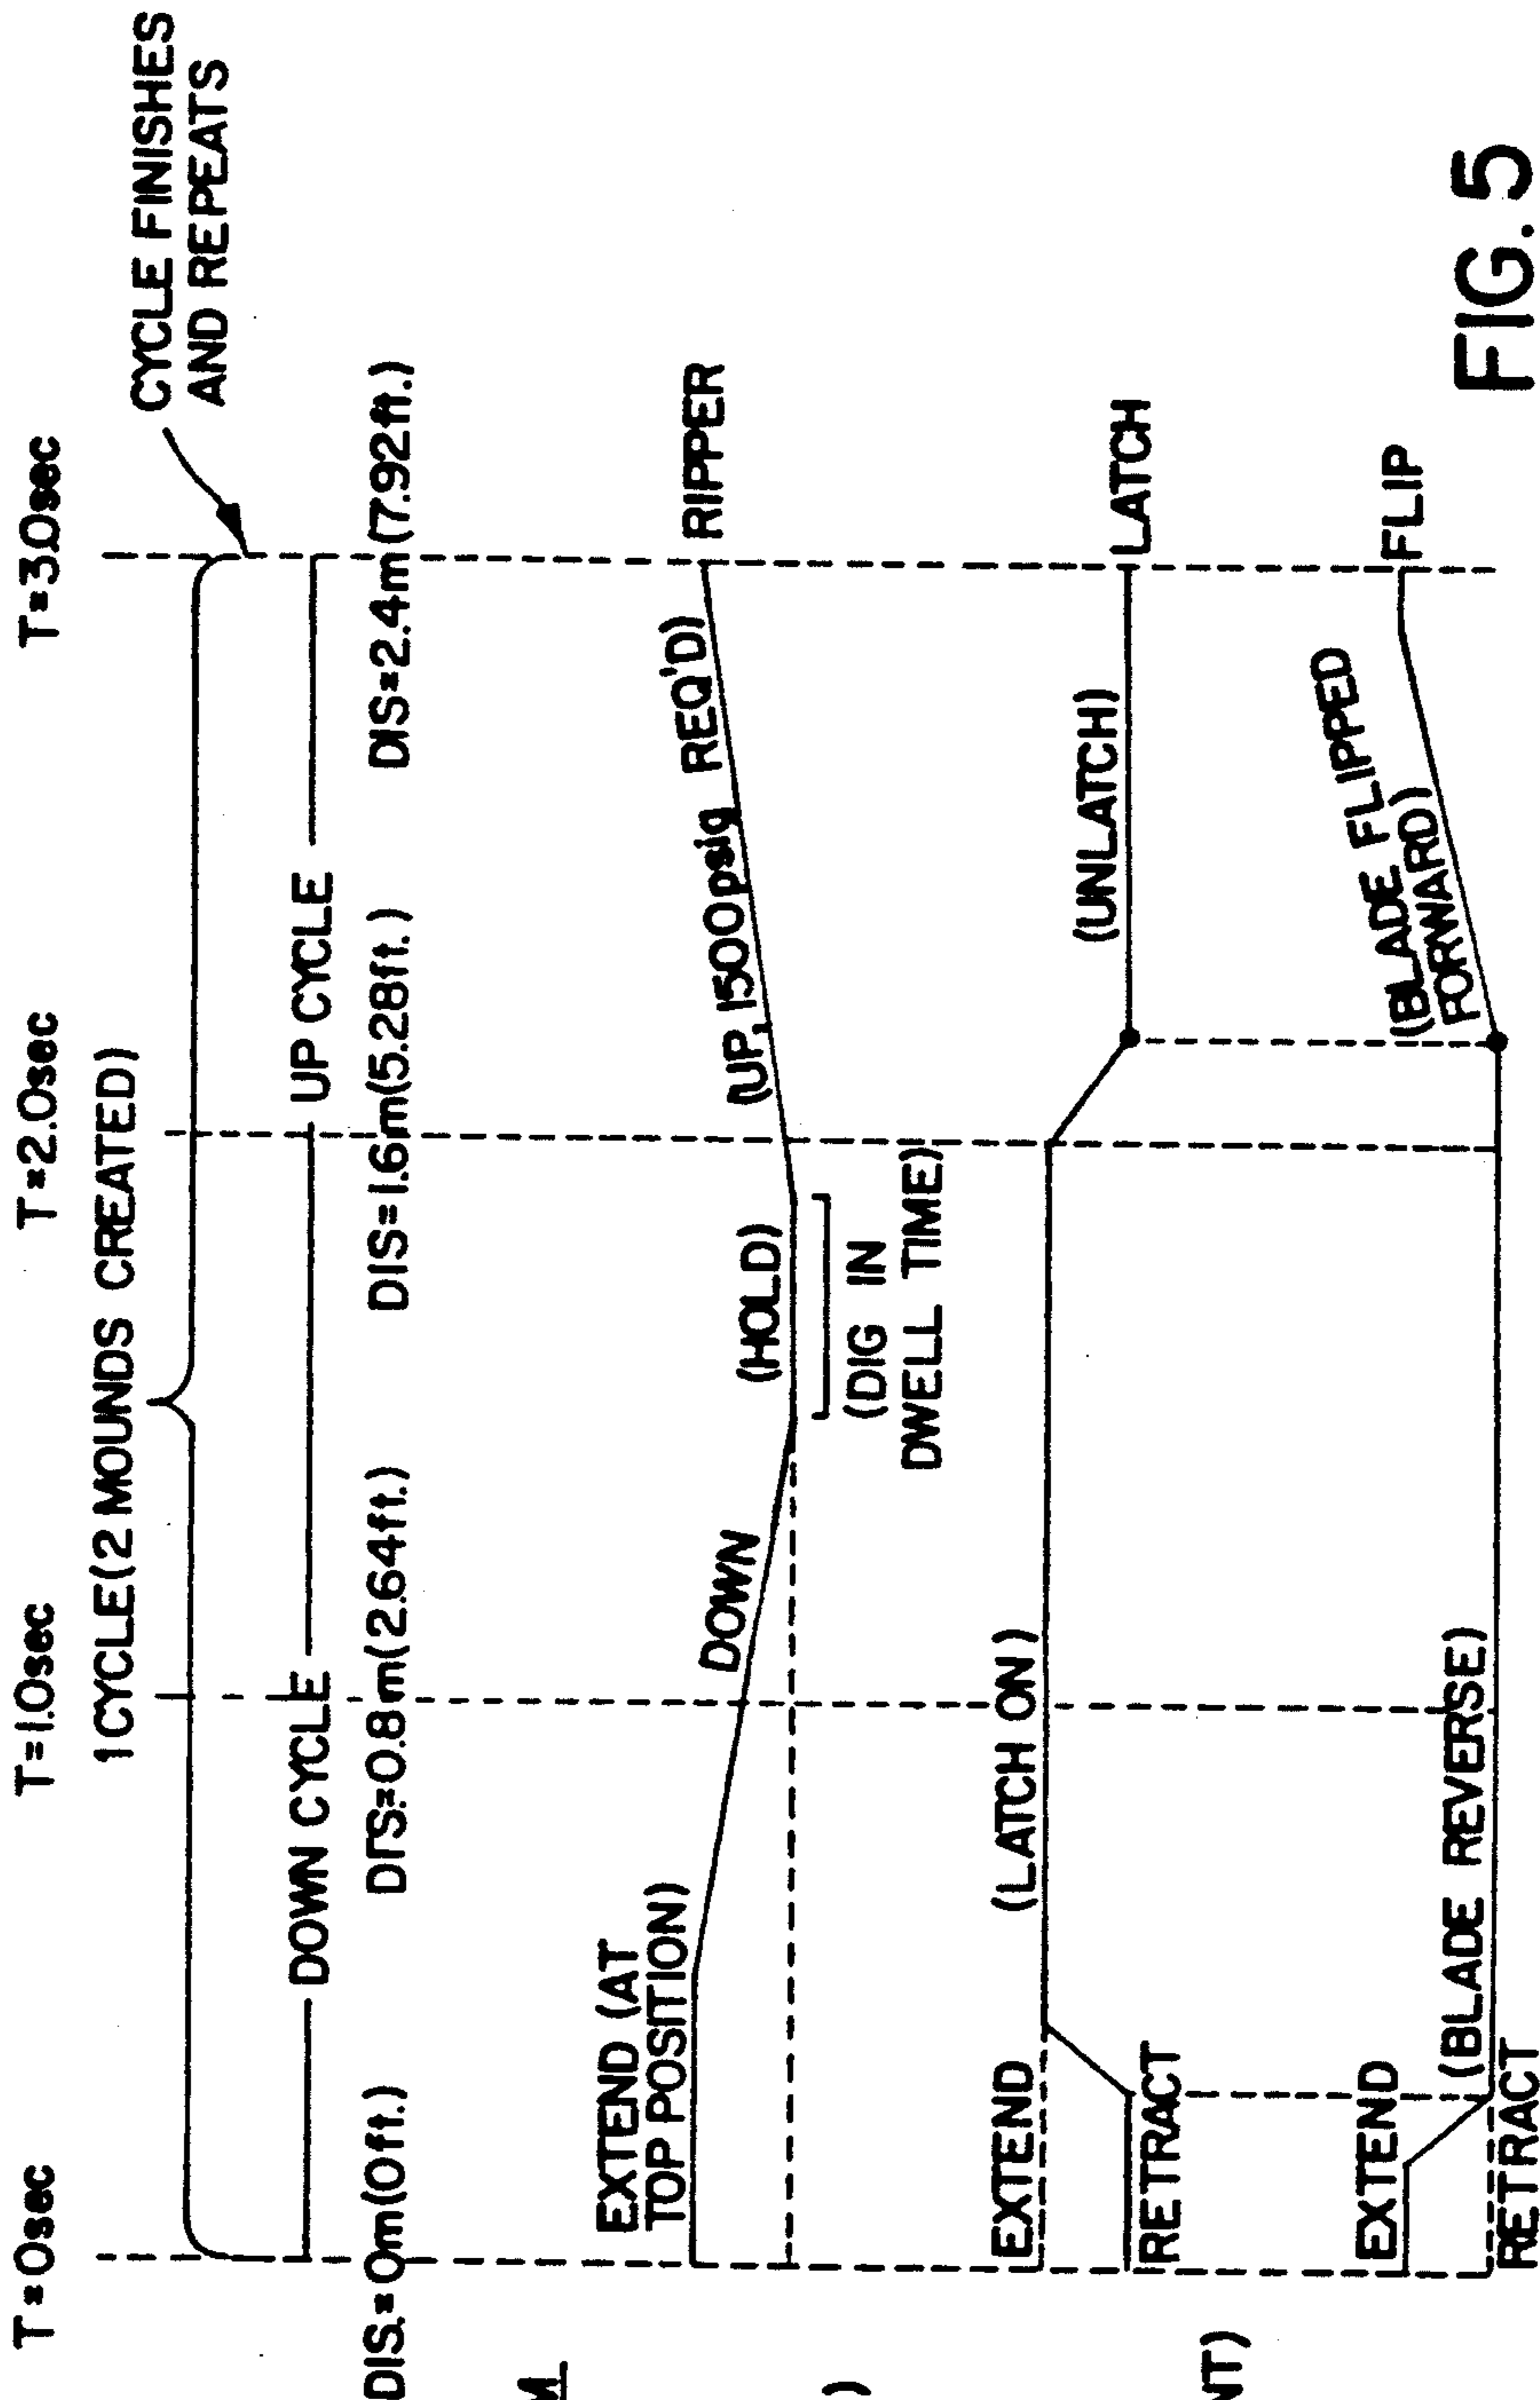 T=0sec T=1.0sec T=2.0sec T=3.0sec
1 CYCLE (2 MOUNDS CREATED)
CYCLE FINISHES
AND REPEATS
DOWN CYCLE
UP CYCLE
DIS.=0m(0ft.) DIS.=0.8m(2.64ft.) DIS=1.6m(5.28ft.) DIS=2.4m(7.92ft.)
EXTEND (AT
TOP POSITION)
DOWN
(HOLD)
(UP, 1500psig REQ'D)
RIPPER
(DIG IN
DWELL TIME)
EXTEND
(LATCH ON)
(UNLATCH)
LATCH
RETRACT
EXTEND
(BLADE FLIPPED
FORWARD)
FLIP
(BLADE REVERSE)
RETRACT
M
)
NT)
FIG. 5